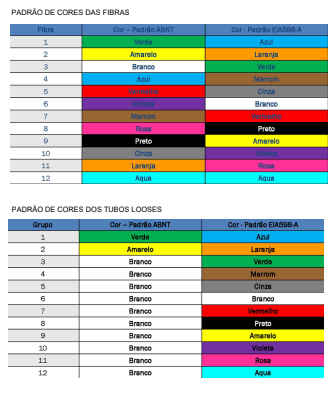 PADRÃO DE CORES DAS FIBRAS
Fibra Cor – Padrão ABNT Cor - Padrão EIA598-A
1 Verde Azul
2 Amarelo Laranja
3 Branco Verde
4 Azul Marrom
5 Vermelho Cinza
6 Violeta Branco
7 Marrom Vermelho
8 Rosa Preto
9 Preto Amarelo
10 Cinza Violeta
11 Laranja Rosa
12 Aqua Aqua
PADRÃO DE CORES DOS TUBOS LOOSES
Grupo Cor – Padrão ABNT Cor - Padrão EIA598-A
1 Verde Azul
2 Amarelo Laranja
3 Branco Verde
4 Branco Marrom
5 Branco Cinza
6 Branco Branco
7 Branco Vermelho
8 Branco Preto
9 Branco Amarelo
10 Branco Violeta
11 Branco Rosa
12 Branco Aqua